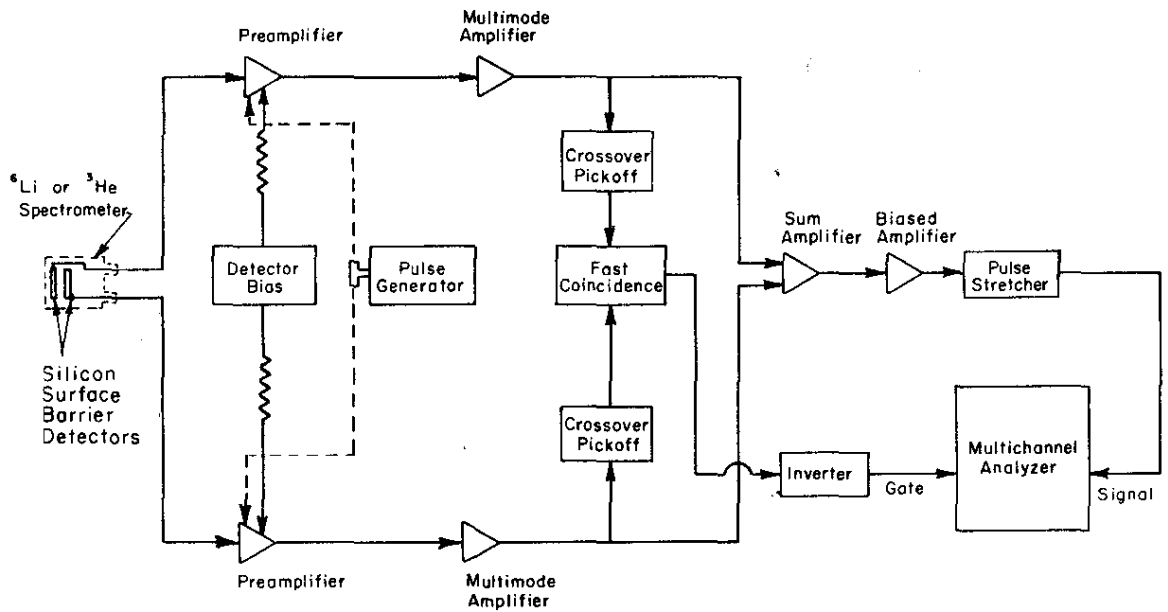 Preamplifier
Multimode
Amplifier
⁶Li or ³He
Spectrometer
Crossover
Pickoff
Sum
Amplifier
Biased
Amplifier
Detector
Bias
Pulse
Generator
Fast
Coincidence
Pulse
Stretcher
Silicon
Surface
Barrier
Detectors
Crossover
Pickoff
Inverter
Gate
Multichannel
Analyzer
Signal
Preamplifier
Multimode
Amplifier